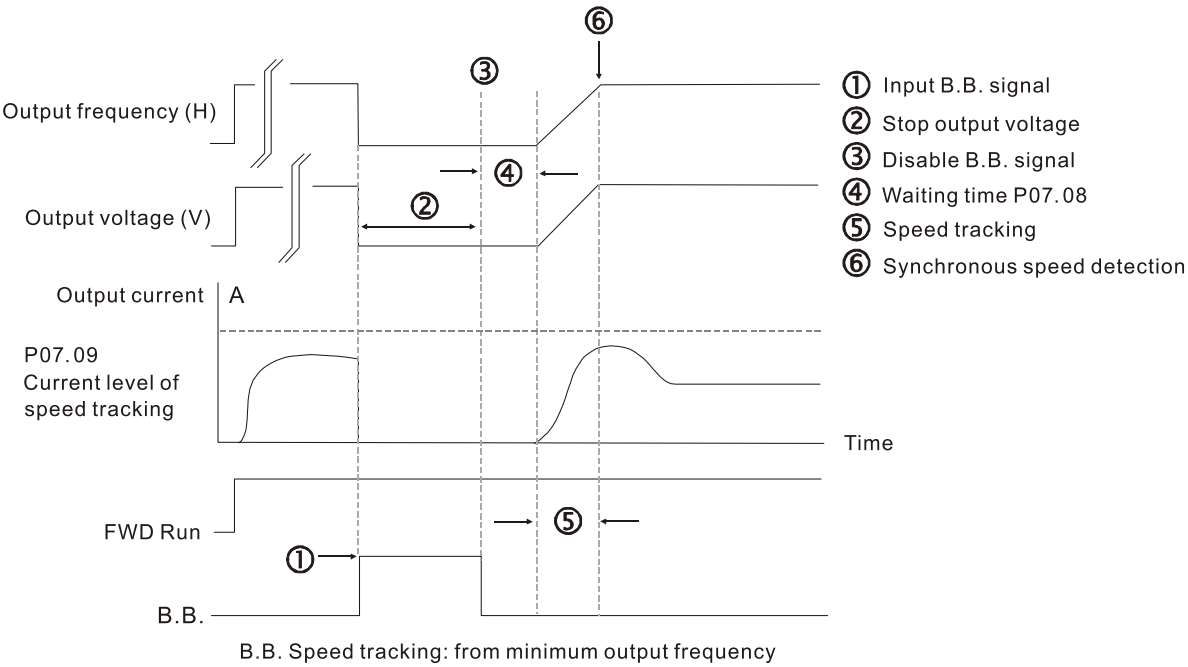 ⑥
③
Output frequency (H)
④
②
Output voltage (V)
① Input B.B. signal
② Stop output voltage
③ Disable B.B. signal
④ Waiting time P07.08
⑤ Speed tracking
⑥ Synchronous speed detection
Output current A
P07.09
Current level of
speed tracking
Time
FWD Run
⑤
①
B.B.
B.B. Speed tracking: from minimum output frequency